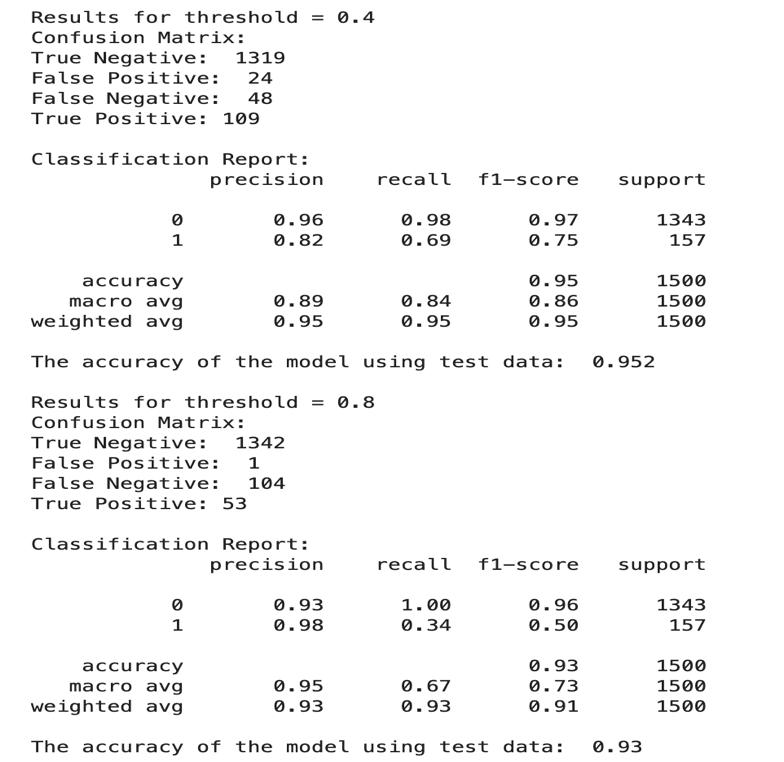 Results for threshold = 0.4
Confusion Matrix:
True Negative:  1319
False Positive:  24
False Negative:  48
True Positive: 109
Classification Report:
precision    recall  f1-score   support
0       0.96      0.98      0.97      1343
1       0.82      0.69      0.75       157
accuracy                           0.95      1500
macro avg       0.89      0.84      0.86      1500
weighted avg       0.95      0.95      0.95      1500
The accuracy of the model using test data:  0.952
Results for threshold = 0.8
Confusion Matrix:
True Negative:  1342
False Positive:  1
False Negative:  104
True Positive: 53
Classification Report:
precision    recall  f1-score   support
0       0.93      1.00      0.96      1343
1       0.98      0.34      0.50       157
accuracy                           0.93      1500
macro avg       0.95      0.67      0.73      1500
weighted avg       0.93      0.93      0.91      1500
The accuracy of the model using test data:  0.93